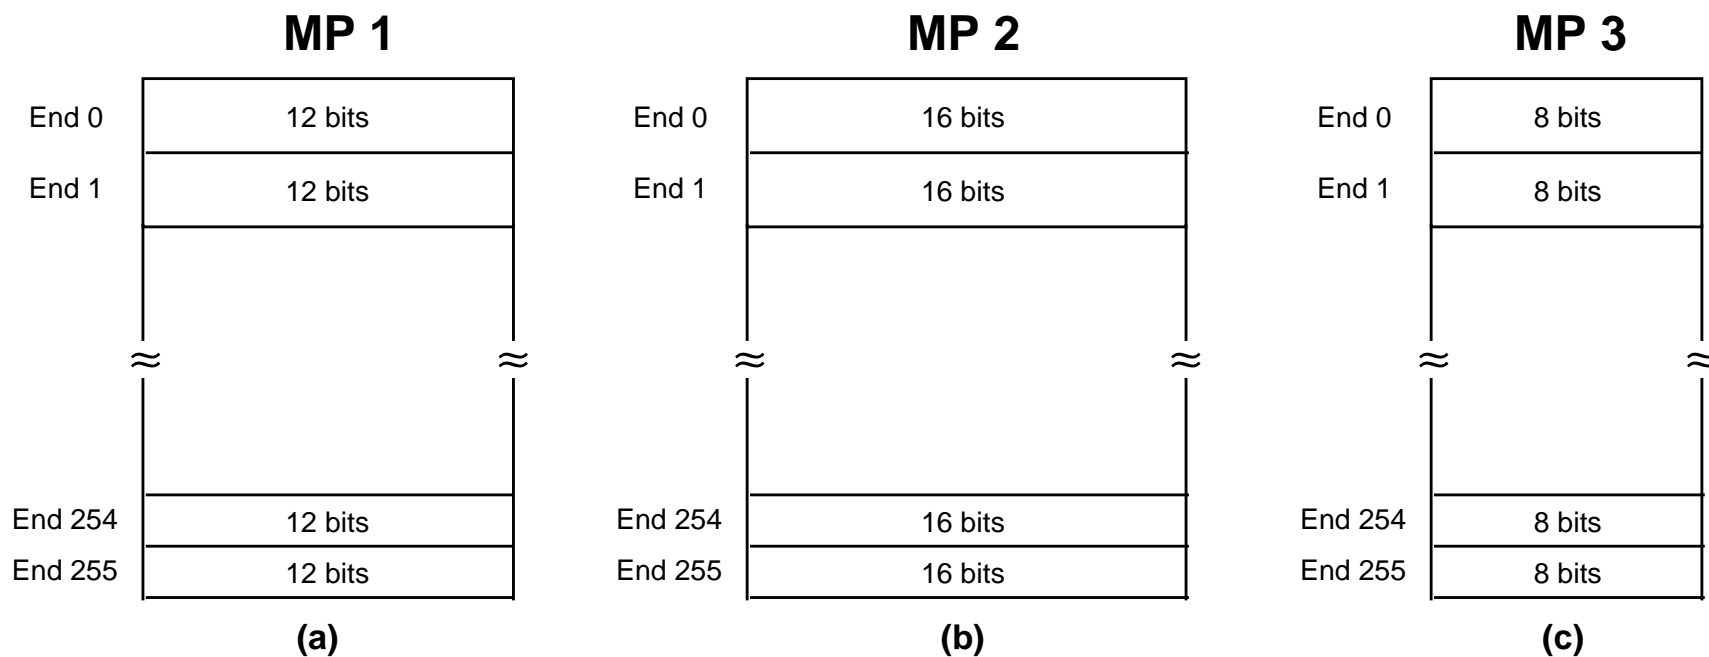 MP 1
MP 2
MP 3
End 0
12 bits
End 0
16 bits
End 0
8 bits
End 1
12 bits
End 1
16 bits
End 1
8 bits
≈ ≈ ≈ ≈ ≈ ≈
End 254
12 bits
End 254
16 bits
End 254
8 bits
End 255
12 bits
End 255
16 bits
End 255
8 bits
(a)
(b)
(c)